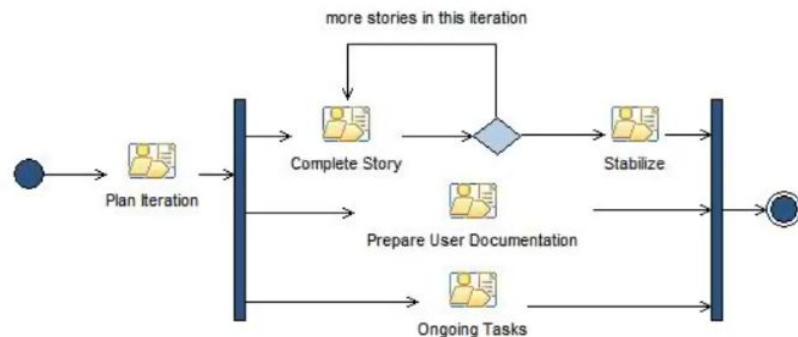 more stories in this iteration
Complete Story
Stabilize
Plan Iteration
Prepare User Documentation
Ongoing Tasks